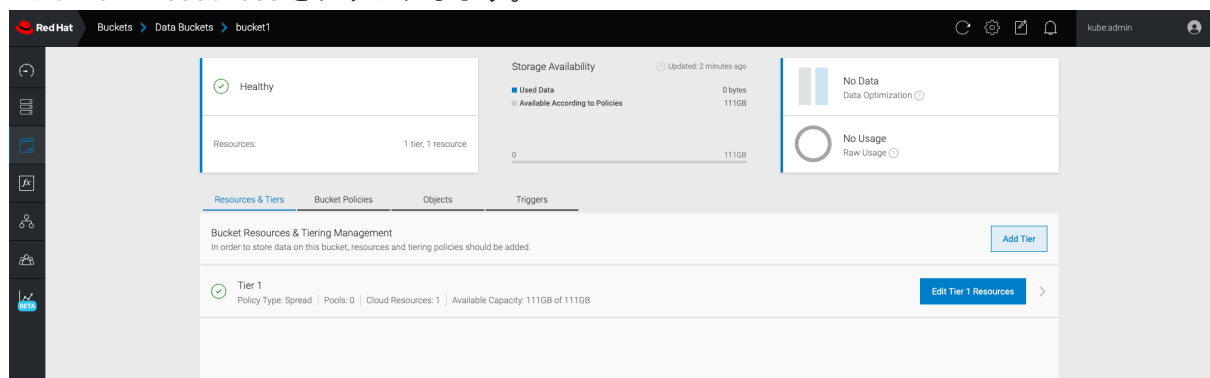 Red Hat Buckets > Data Buckets > bucket1 kube:admin
Healthy
Resources: 1 tier, 1 resource
Storage Availability Updated: 2 minutes ago
Used Data 0 bytes
Available According to Policies 111GB
0 111GB
No Data
Data Optimization
No Usage
Raw Usage
Resources & Tiers Bucket Policies Objects Triggers
Bucket Resources & Tiering Management
In order to store data on this bucket, resources and tiering policies should be added.
Add Tier
Tier 1
Policy Type: Spread | Pools: 0 | Cloud Resources: 1 | Available Capacity: 111GB of 111GB
Edit Tier 1 Resources
BETA